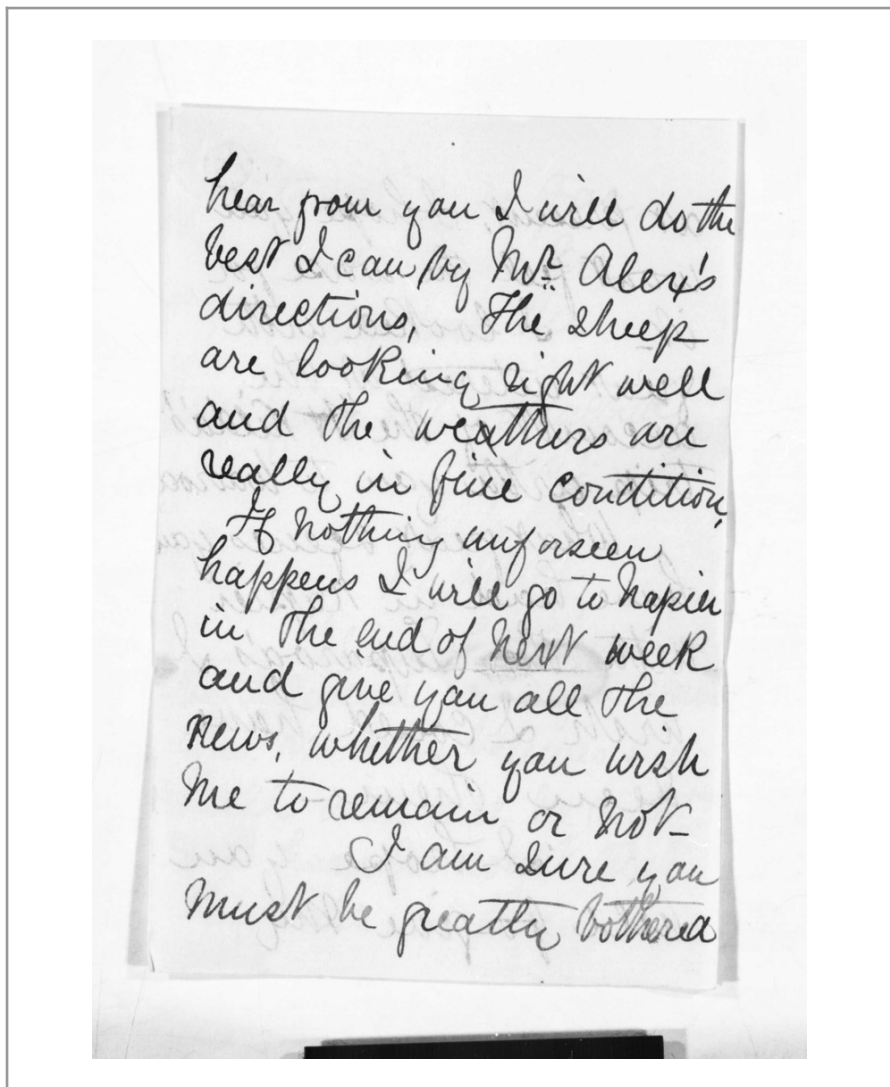 hear from you I will do the
best I can by Mr. Alex's
directions, The sheep
are looking right well
and the weathers are
really in fine condition,
If nothing unforseen
happens I will go to Napier
in the end of next week
and give you all the
news, whether you wish
me to remain or not-
I am sure you
must be greatly bothered